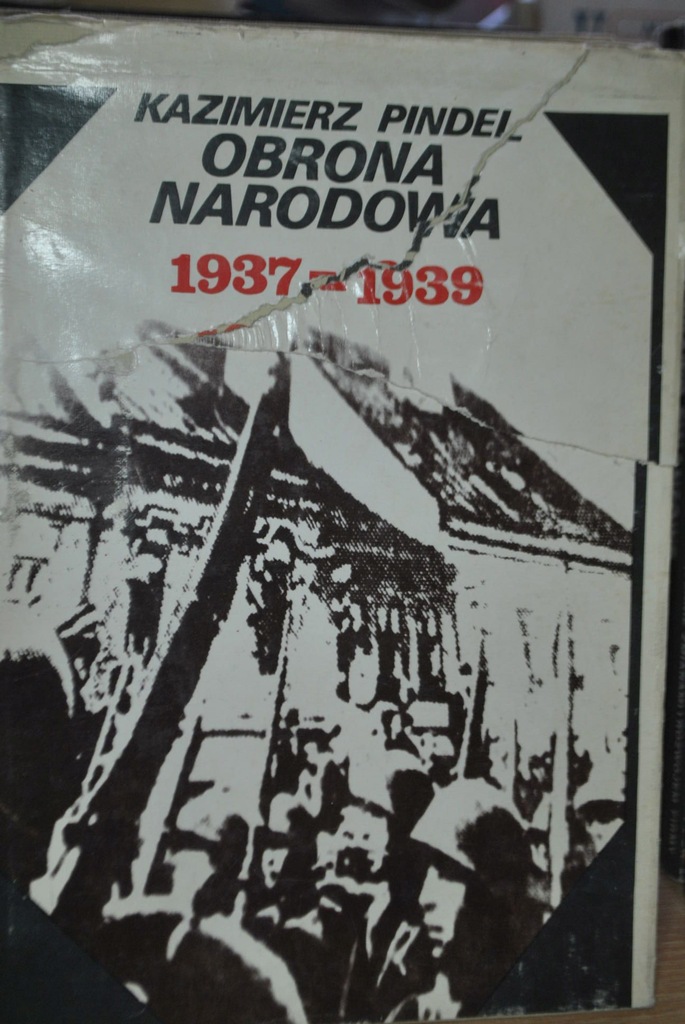 KAZIMIERZ PINDEL
OBRONA
NARODOWA
1937-1939